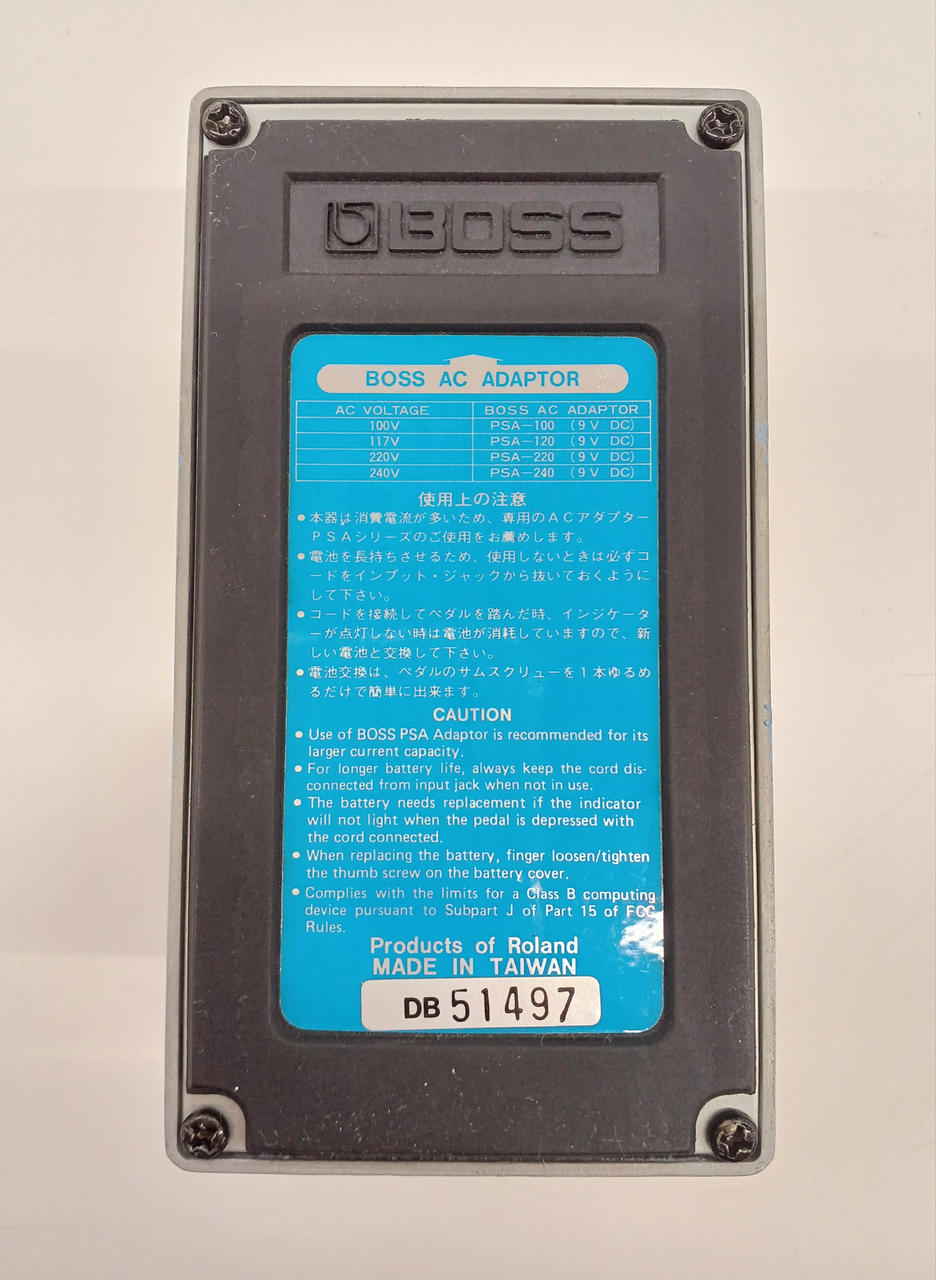 BOSS
BOSS AC ADAPTOR
AC VOLTAGE BOSS AC ADAPTOR
100V PSA-100 (9V DC)
117V PSA-120 (9V DC)
220V PSA-220 (9V DC)
240V PSA-240 (9V DC)
使用上の注意
●本器は消費電流が多いため、専用のACアダプター
PSAシリーズのご使用をお薦めします。
●電池を長持ちさせるため、使用しないときは必ずコ
ードをインプット・ジャックから抜いておくように
して下さい。
●コードを接続してペダルを踏んだ時、インジケータ
ーが点灯しない時は電池が消耗していますので、新
しい電池と交換して下さい。
●電池交換は、ペダルのサムスクリューを1本ゆるめ
るだけで簡単に出来ます。
CAUTION
● Use of BOSS PSA Adaptor is recommended for its
larger current capacity.
● For longer battery life, always keep the cord dis-
connected from input jack when not in use.
● The battery needs replacement if the indicator
will not light when the pedal is depressed with
the cord connected.
● When replacing the battery, finger loosen/tighten
the thumb screw on the battery cover.
● Complies with the limits for a Class B computing
device pursuant to Subpart J of Part 15 of FCC
Rules.
Products of Roland
MADE IN TAIWAN
DB 51497